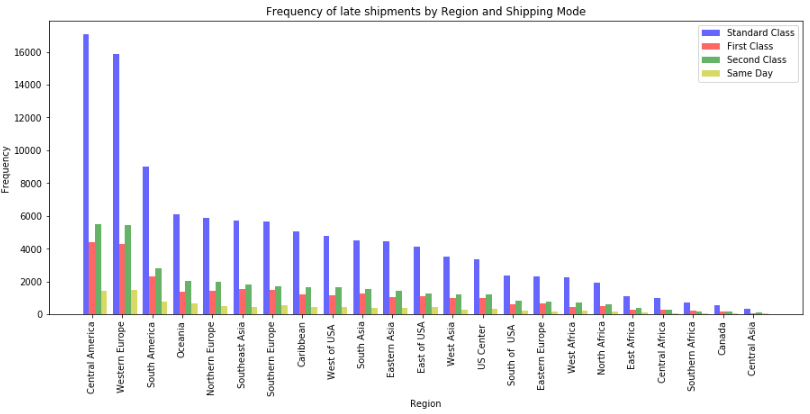 Frequency of late shipments by Region and Shipping Mode
Standard Class
First Class
Second Class
Same Day
Frequency
16000
14000
12000
10000
8000
6000
4000
2000
0
Central America
Western Europe
South America
Oceania
Northern Europe
Southeast Asia
Southern Europe
Caribbean
West of USA
South Asia
Eastern Asia
East of USA
West Asia
US Center
South of  USA
Eastern Europe
West Africa
North Africa
East Africa
Central Africa
Southern Africa
Canada
Central Asia
Region